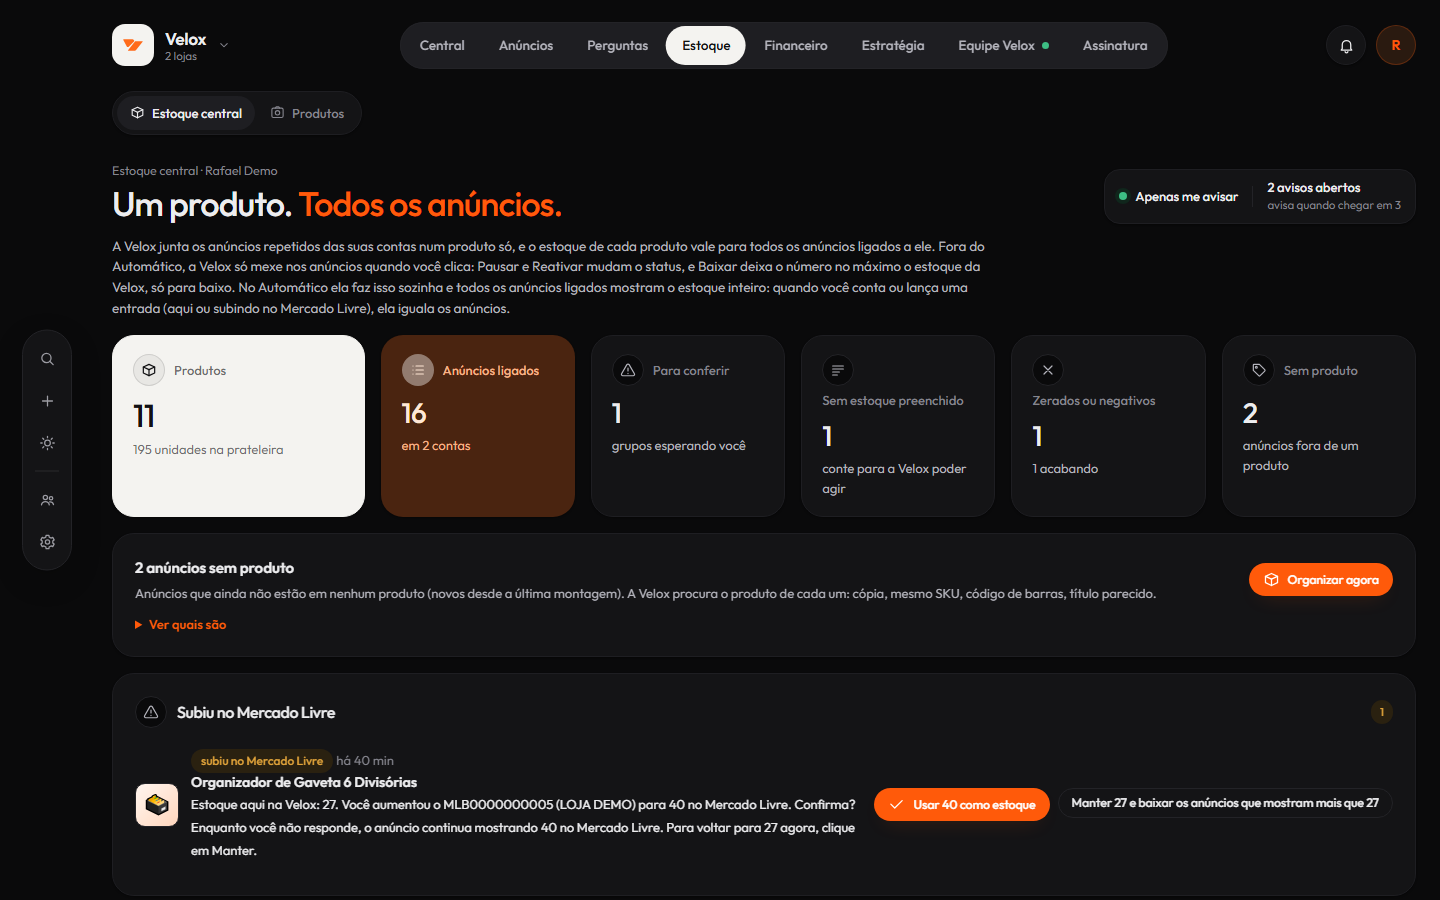 Velox
2 lojas
Central
Anúncios
Perguntas
Estoque
Financeiro
Estratégia
Equipe Velox
Assinatura
R
Estoque central
Produtos
Estoque central · Rafael Demo
Um produto. Todos os anúncios.
Apenas me avisar
2 avisos abertos
avisa quando chegar em 3
A Velox junta os anúncios repetidos das suas contas num produto só, e o estoque de cada produto vale para todos os anúncios ligados a ele. Fora do
Automático, a Velox só mexe nos anúncios quando você clica: Pausar e Reativar mudam o status, e Baixar deixa o número no máximo o estoque da
Velox, só para baixo. No Automático ela faz isso sozinha e todos os anúncios ligados mostram o estoque inteiro: quando você conta ou lança uma
entrada (aqui ou subindo no Mercado Livre), ela iguala os anúncios.
Produtos
11
195 unidades na prateleira
Anúncios ligados
16
em 2 contas
Para conferir
1
grupos esperando você
Sem estoque preenchido
1
conte para a Velox poder
agir
Zerados ou negativos
1
1 acabando
Sem produto
2
anúncios fora de um
produto
2 anúncios sem produto
Anúncios que ainda não estão em nenhum produto (novos desde a última montagem). A Velox procura o produto de cada um: cópia, mesmo SKU, código de barras, título parecido.
Ver quais são
Organizar agora
Subiu no Mercado Livre
1
subiu no Mercado Livre há 40 min
Organizador de Gaveta 6 Divisórias
Estoque aqui na Velox: 27. Você aumentou o MLB0000000005 (LOJA DEMO) para 40 no Mercado Livre. Confirma?
Enquanto você não responde, o anúncio continua mostrando 40 no Mercado Livre. Para voltar para 27 agora, clique
em Manter.
Usar 40 como estoque
Manter 27 e baixar os anúncios que mostram mais que 27